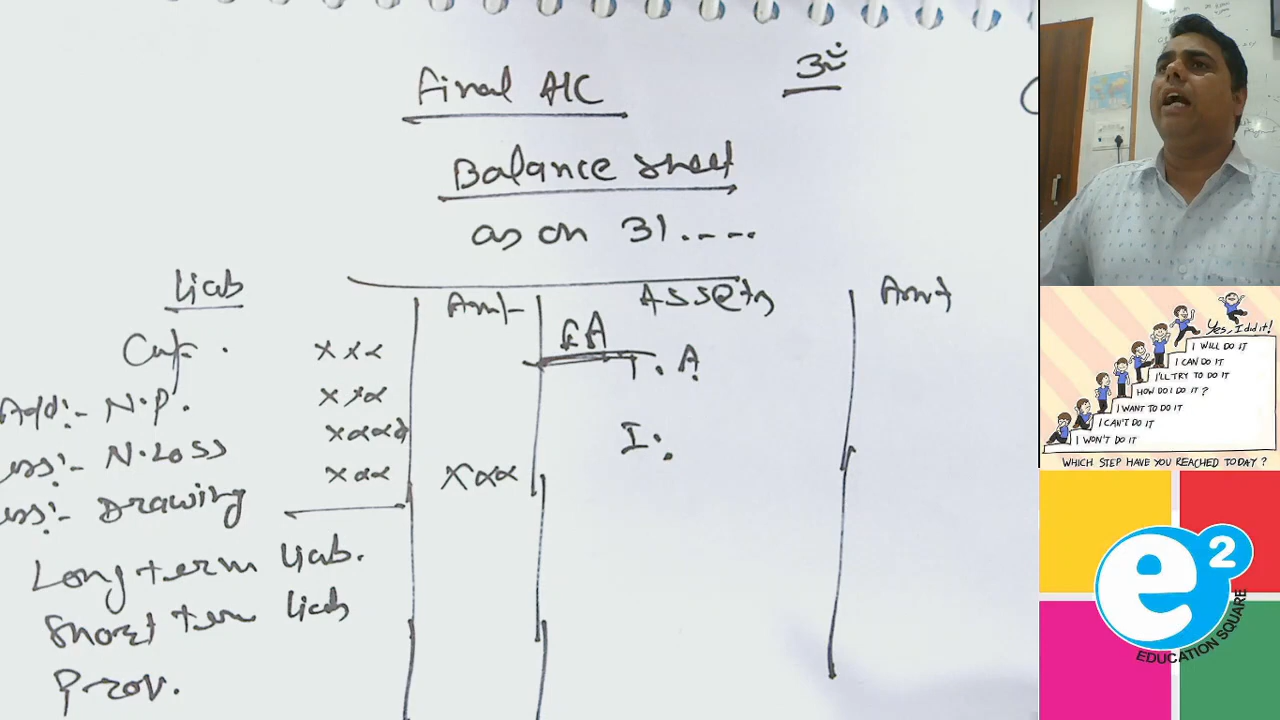 Final A/C
Balance sheet
as on 31.....
Liab Amt Assets Amt
FA
Cap. xxx T.A
Add:- N.P. xxx
Less:- N.Loss xxxx I.
Less:- Drawing xxx xxx
Long term Liab.
Short term Liab
Prov.
Yes, I did it!
I WILL DO IT
I CAN DO IT
I'LL TRY TO DO IT
HOW DO I DO IT?
I WANT TO DO IT
I CAN'T DO IT
I WON'T DO IT
WHICH STEP HAVE YOU REACHED TODAY?
e2
EDUCATION SQUARE